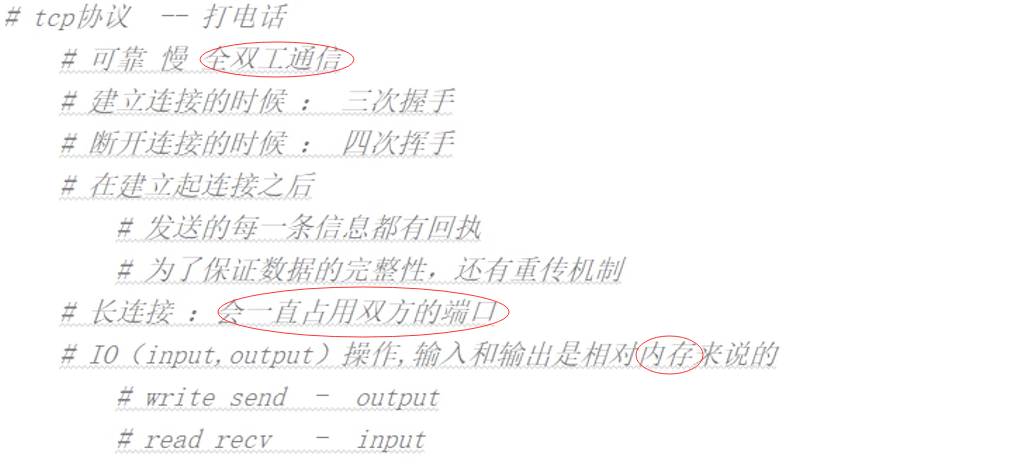 # tcp协议  -- 打电话
# 可靠 慢 全双工通信
# 建立连接的时候 ： 三次握手
# 断开连接的时候 ： 四次挥手
# 在建立起连接之后
# 发送的每一条信息都有回执
# 为了保证数据的完整性，还有重传机制
# 长连接 ：会一直占用双方的端口
# IO（input,output）操作,输入和输出是相对内存来说的
# write send  -  output
# read recv   -  input